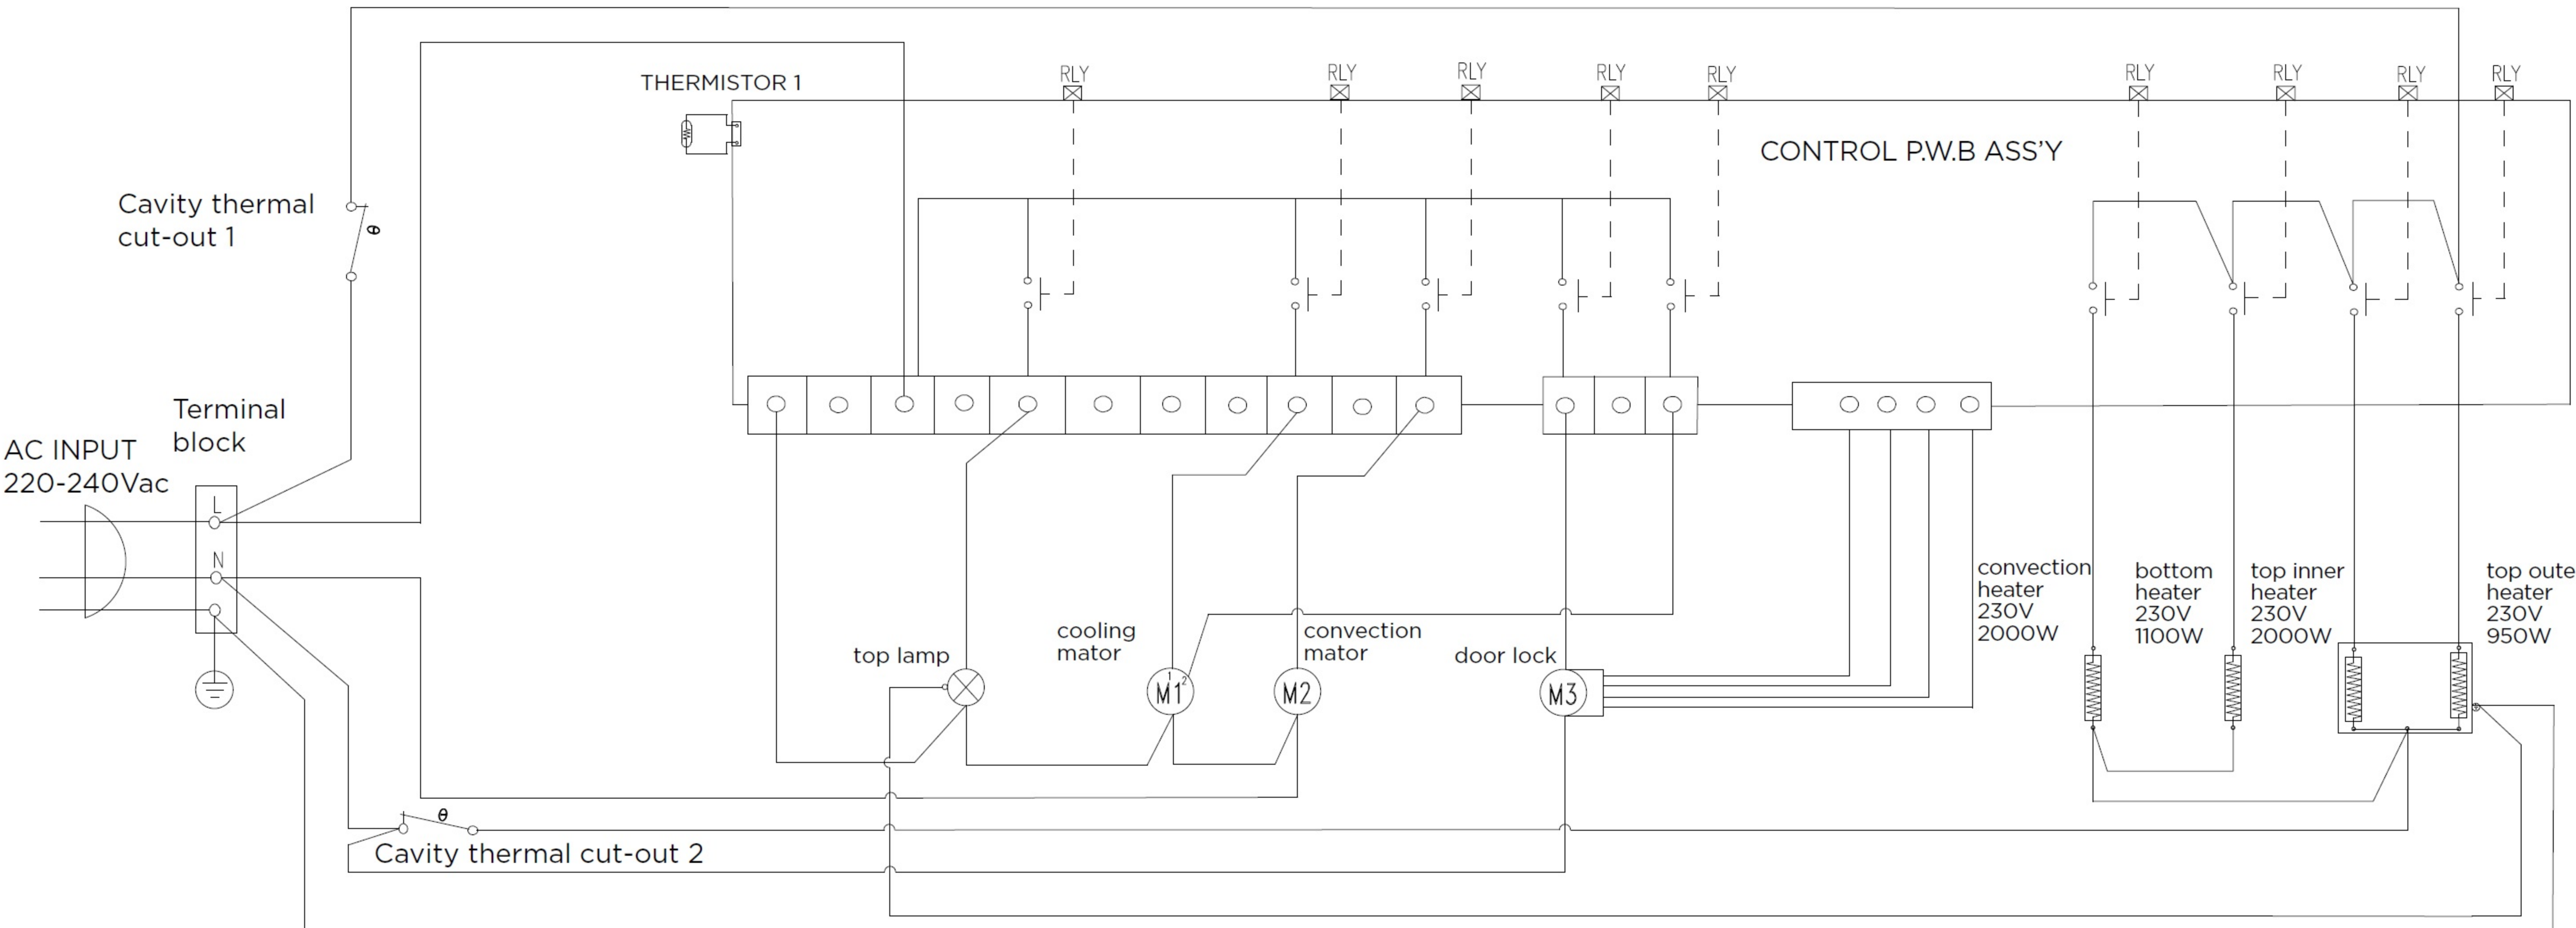 RLY RLY RLY RLY RLY RLY RLY RLY RLY
THERMISTOR 1
CONTROL P.W.B ASS'Y
Cavity thermal
cut-out 1
θ
Terminal
block
AC INPUT
220-240Vac
L
N
convection
heater
230V
2000W
bottom
heater
230V
1100W
top inner
heater
230V
2000W
top oute
heater
230V
950W
top lamp
cooling
mator
M1
1
2
convection
mator
M2
door lock
M3
θ
Cavity thermal cut-out 2